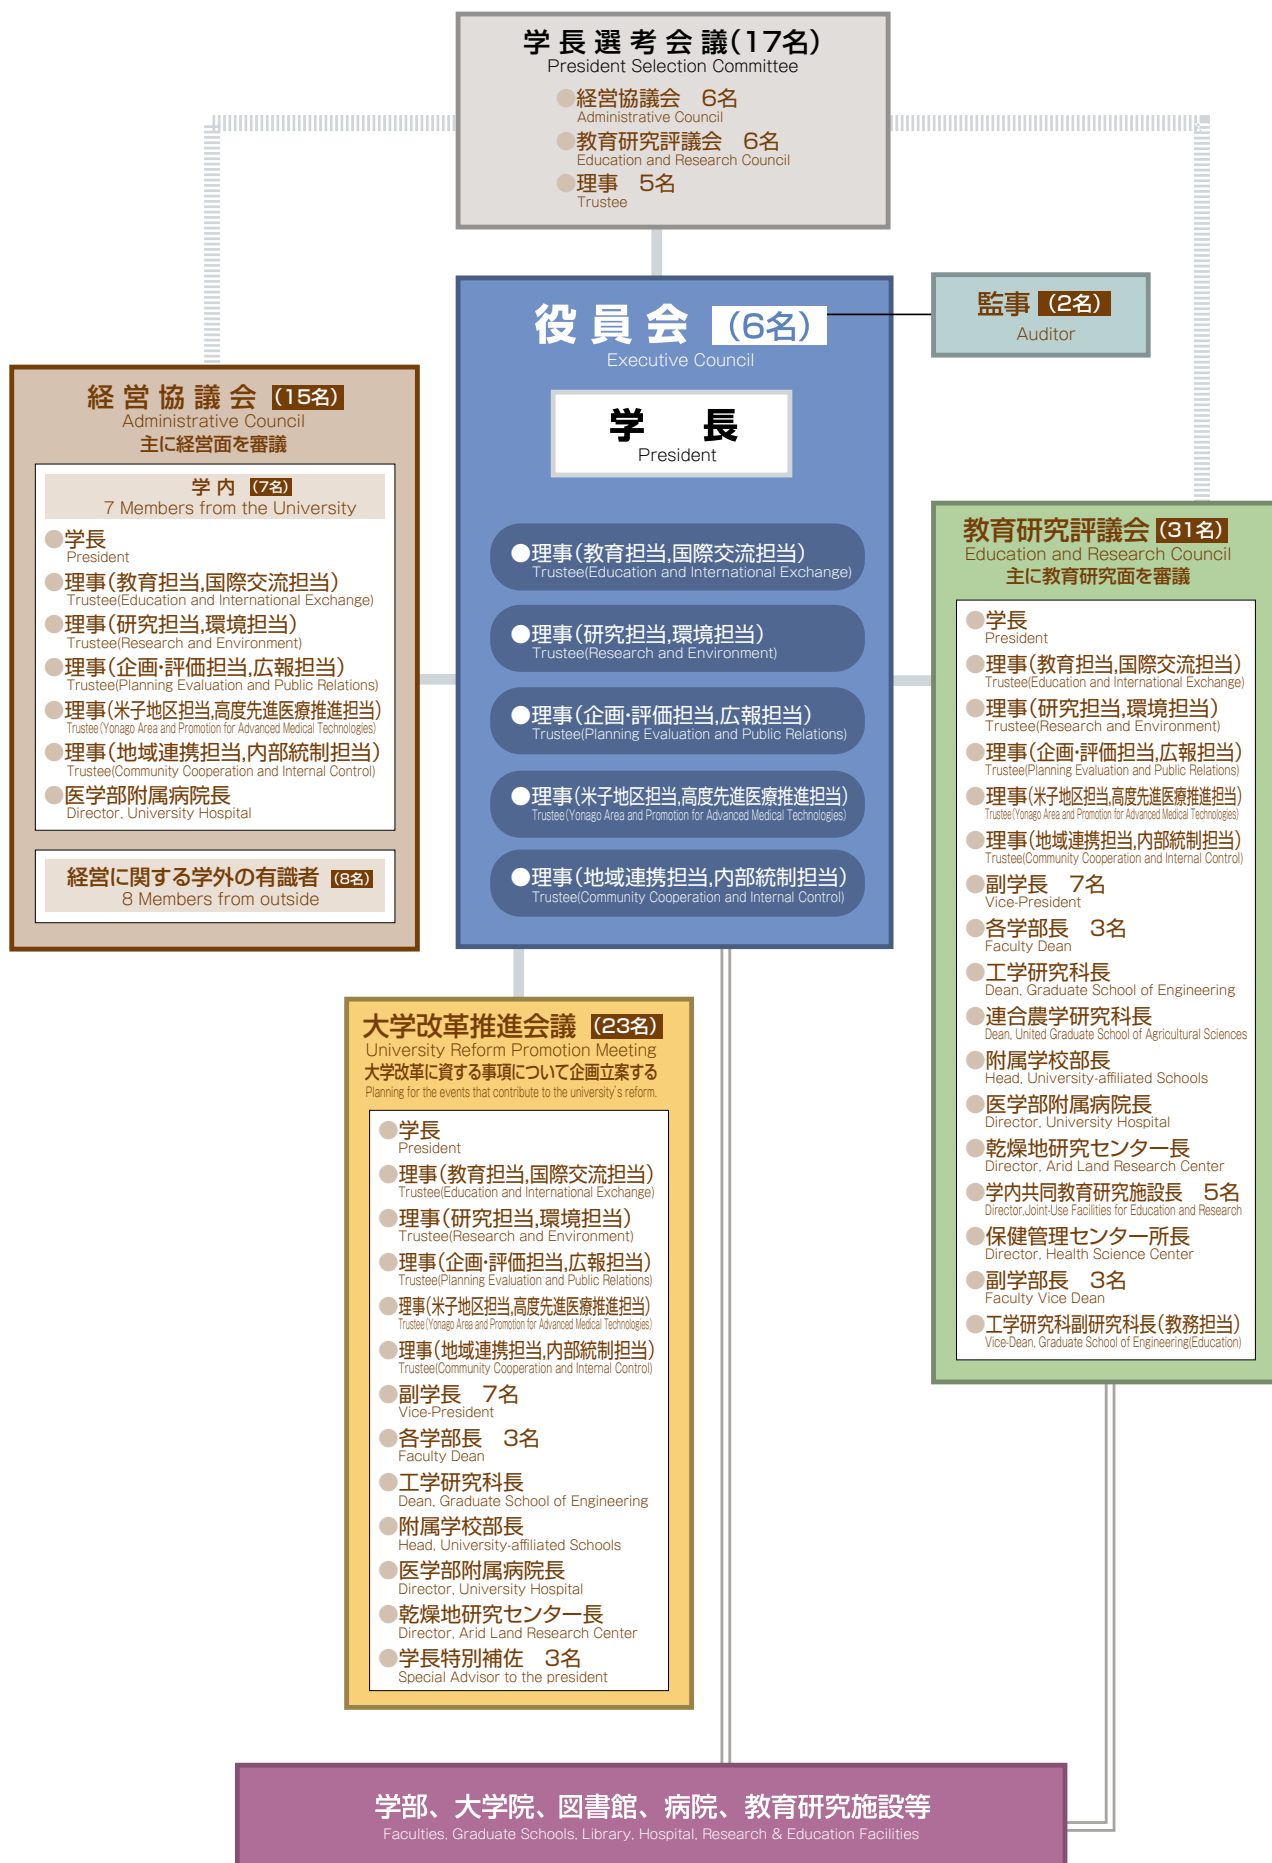 学長選考会議(17名)
President Selection Committee
●経営協議会　6名
Administrative Council
●教育研究評議会　6名
Education and Research Council
●理事　5名
Trustee
役員会 (6名)
Executive Council
学　長
President
●理事(教育担当,国際交流担当)
Trustee(Education and International Exchange)
●理事(研究担当,環境担当)
Trustee(Research and Environment)
●理事(企画・評価担当,広報担当)
Trustee(Planning Evaluation and Public Relations)
●理事(米子地区担当,高度先進医療推進担当)
Trustee(Yonago Area and Promotion for Advanced Medical Technologies)
●理事(地域連携担当,内部統制担当)
Trustee(Community Cooperation and Internal Control)
監事 (2名)
Auditor
経営協議会 (15名)
Administrative Council
主に経営面を審議
学内 (7名)
7 Members from the University
●学長
President
●理事(教育担当,国際交流担当)
Trustee(Education and International Exchange)
●理事(研究担当,環境担当)
Trustee(Research and Environment)
●理事(企画・評価担当,広報担当)
Trustee(Planning Evaluation and Public Relations)
●理事(米子地区担当,高度先進医療推進担当)
Trustee(Yonago Area and Promotion for Advanced Medical Technologies)
●理事(地域連携担当,内部統制担当)
Trustee(Community Cooperation and Internal Control)
●医学部附属病院長
Director, University Hospital
経営に関する学外の有識者 (8名)
8 Members from outside
教育研究評議会 (31名)
Education and Research Council
主に教育研究面を審議
●学長
President
●理事(教育担当,国際交流担当)
Trustee(Education and International Exchange)
●理事(研究担当,環境担当)
Trustee(Research and Environment)
●理事(企画・評価担当,広報担当)
Trustee(Planning Evaluation and Public Relations)
●理事(米子地区担当,高度先進医療推進担当)
Trustee(Yonago Area and Promotion for Advanced Medical Technologies)
●理事(地域連携担当,内部統制担当)
Trustee(Community Cooperation and Internal Control)
●副学長　7名
Vice-President
●各学部長　3名
Faculty Dean
●工学研究科長
Dean, Graduate School of Engineering
●連合農学研究科長
Dean, United Graduate School of Agricultural Sciences
●附属学校部長
Head, University-affiliated Schools
●医学部附属病院長
Director, University Hospital
●乾燥地研究センター長
Director, Arid Land Research Center
●学内共同教育研究施設長　5名
Director,Joint-Use Facilities for Education and Research
●保健管理センター所長
Director, Health Science Center
●副学部長　3名
Faculty Vice Dean
●工学研究科副研究科長(教務担当)
Vice-Dean, Graduate School of Engineering(Education)
大学改革推進会議 (23名)
University Reform Promotion Meeting
大学改革に資する事項について企画立案する
Planning for the events that contribute to the university's reform.
●学長
President
●理事(教育担当,国際交流担当)
Trustee(Education and International Exchange)
●理事(研究担当,環境担当)
Trustee(Research and Environment)
●理事(企画・評価担当,広報担当)
Trustee(Planning Evaluation and Public Relations)
●理事(米子地区担当,高度先進医療推進担当)
Trustee(Yonago Area and Promotion for Advanced Medical Technologies)
●理事(地域連携担当,内部統制担当)
Trustee(Community Cooperation and Internal Control)
●副学長　7名
Vice-President
●各学部長　3名
Faculty Dean
●工学研究科長
Dean, Graduate School of Engineering
●附属学校部長
Head, University-affiliated Schools
●医学部附属病院長
Director, University Hospital
●乾燥地研究センター長
Director, Arid Land Research Center
●学長特別補佐　3名
Special Advisor to the president
学部、大学院、図書館、病院、教育研究施設等
Faculties, Graduate Schools, Library, Hospital, Research & Education Facilities